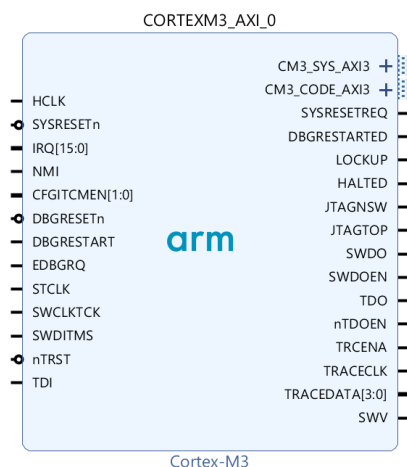 CORTEXM3_AXI_0
CM3_SYS_AXI3
CM3_CODE_AXI3
SYSRESETREQ
DBGRESTARTED
LOCKUP
HALTED
JTAGNSW
JTAGTOP
SWDO
SWDOEN
TDO
nTDOEN
TRCENA
TRACECLK
TRACEDATA[3:0]
SWV
HCLK
SYSRESETn
IRQ[15:0]
NMI
CFGITCMEN[1:0]
DBGRESETn
DBGRESTART
EDBGRQ
STCLK
SWCLKTCK
SWDITMS
nTRST
TDI
arm
Cortex-M3